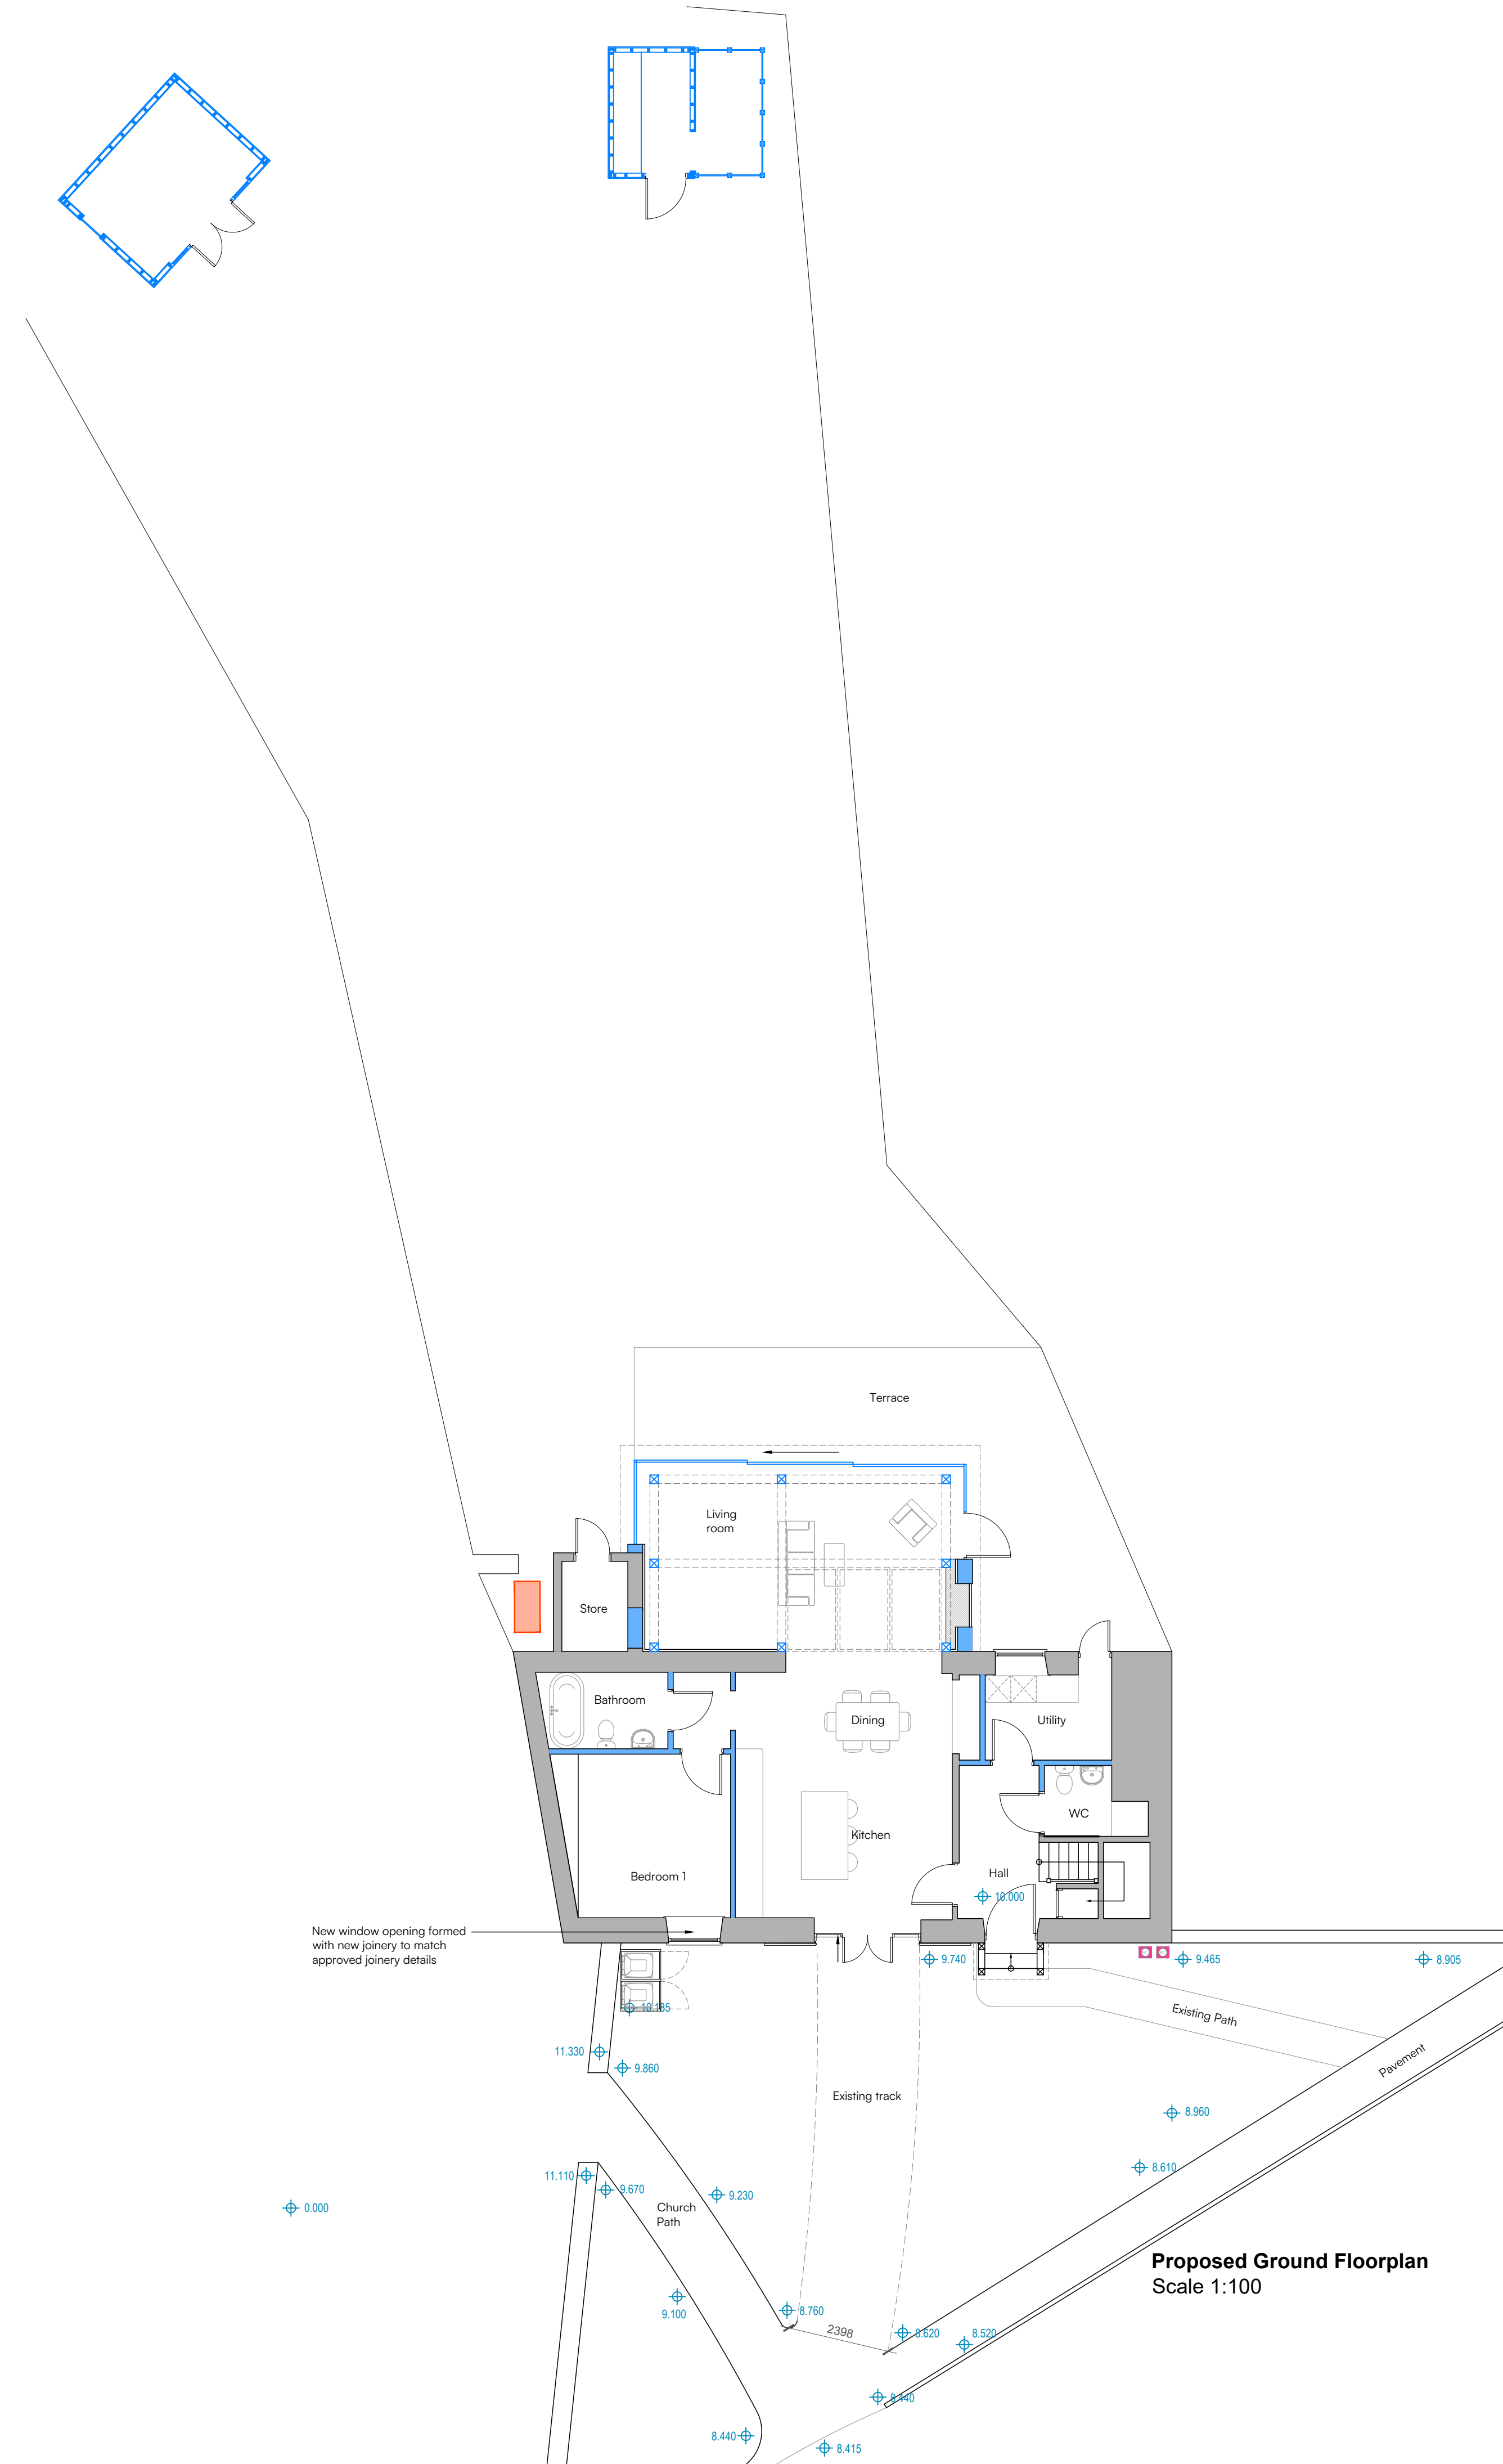 Terrace
Living
room
Store
Bathroom
Dining
Utility
WC
Kitchen
Bedroom 1
Hall
10.000
New window opening formed
with new joinery to match
approved joinery details
9.740
9.465
8.905
10.185
Existing Path
11.330
9.860
Pavement
Existing track
8.960
8.610
11.110
9.670
9.230
0.000
Church
Path
Proposed Ground Floorplan
Scale 1:100
9.100
8.760
2398
8.620
8.520
8.440
8.440
8.415